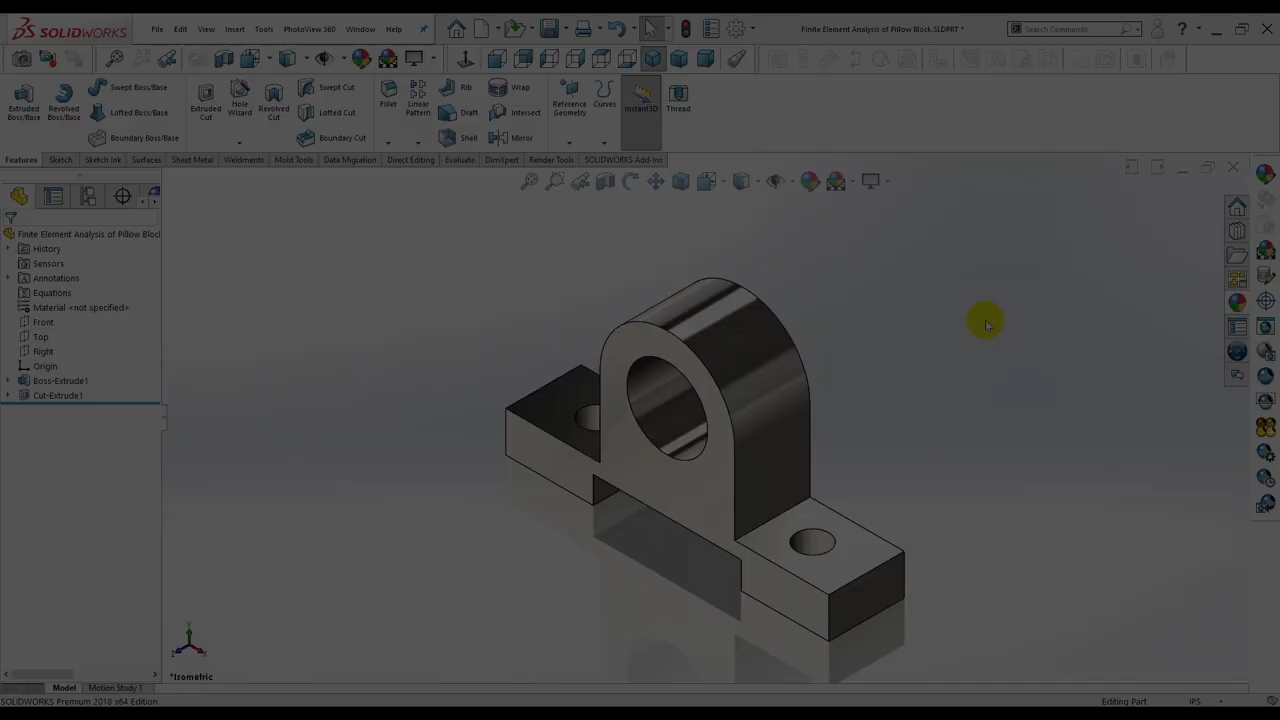 SOLIDWORKS
File Edit View Insert Tools PhotoView 360 Window Help
Finite Element Analysis of Pillow Block.SLDPRT *
Search Commands
Extruded Boss/Base
Revolved Boss/Base
Swept Boss/Base
Lofted Boss/Base
Boundary Boss/Base
Extruded Cut
Hole Wizard
Revolved Cut
Swept Cut
Lofted Cut
Boundary Cut
Fillet
Linear Pattern
Rib
Draft
Shell
Wrap
Intersect
Mirror
Reference Geometry
Curves
Instant3D
Thread
Features Sketch Sketch Ink Surfaces Sheet Metal Weldments Mold Tools Data Migration Direct Editing Evaluate DimXpert Render Tools SOLIDWORKS Add-Ins
Finite Element Analysis of Pillow Block
History
Sensors
Annotations
Equations
Material <not specified>
Front
Top
Right
Origin
Boss-Extrude1
Cut-Extrude1
Y
Z
X
*Isometric
Model Motion Study 1
SOLIDWORKS Premium 2018 x64 Edition
Editing Part
IPS